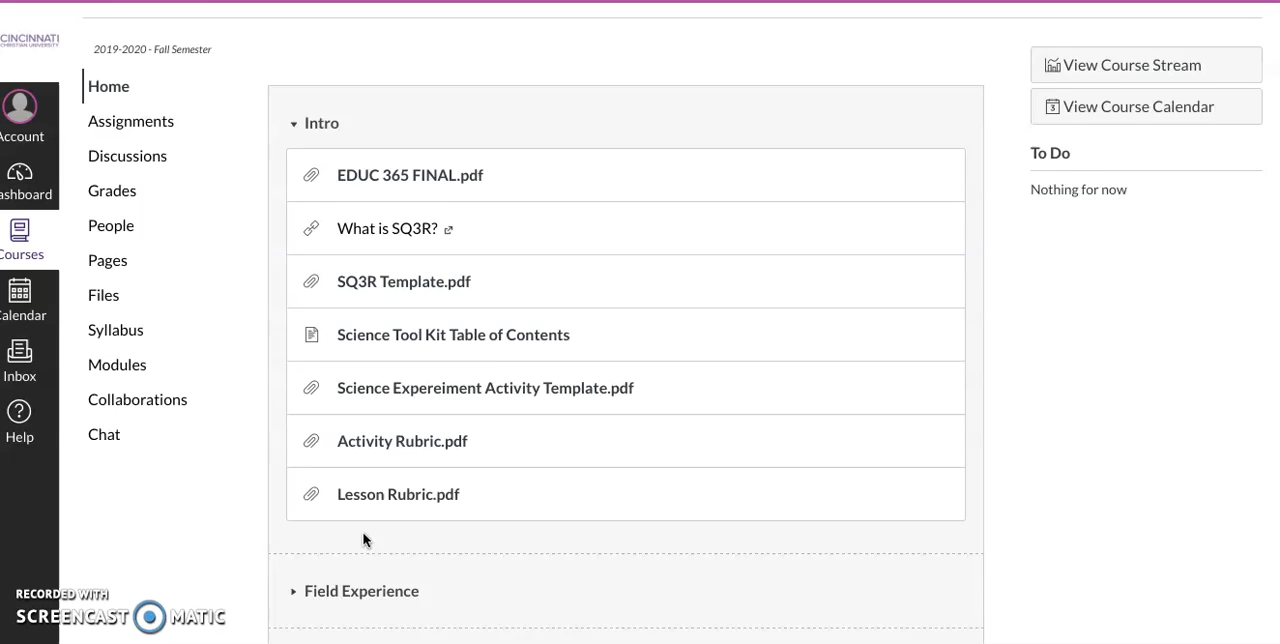 CINCINNATI
CHRISTIAN UNIVERSITY
2019-2020 - Fall Semester
Account
ashboard
Courses
Calendar
Inbox
Help
Home
Assignments
Discussions
Grades
People
Pages
Files
Syllabus
Modules
Collaborations
Chat
Intro
EDUC 365 FINAL.pdf
What is SQ3R?
SQ3R Template.pdf
Science Tool Kit Table of Contents
Science Expereiment Activity Template.pdf
Activity Rubric.pdf
Lesson Rubric.pdf
Field Experience
View Course Stream
3 View Course Calendar
To Do
Nothing for now
RECORDED WITH
SCREENCAST MATIC